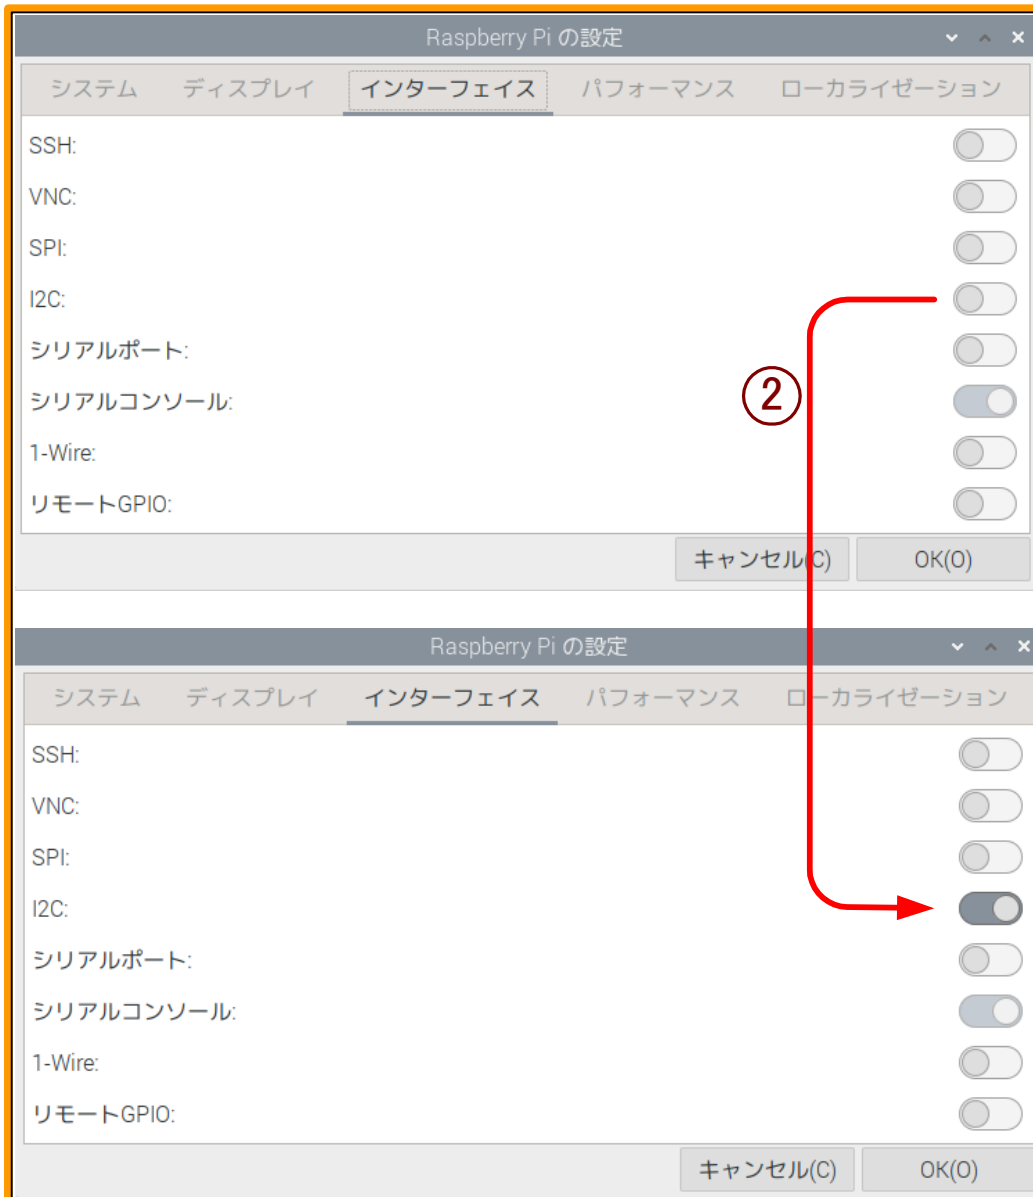 Raspberry Pi の設定
システム ディスプレイ インターフェイス パフォーマンス ローカライゼーション
SSH:
VNC:
SPI:
I2C:
シリアルポート:
シリアルコンソール:
②
1-Wire:
リモートGPIO:
キャンセル(C) OK(O)
Raspberry Pi の設定
システム ディスプレイ インターフェイス パフォーマンス ローカライゼーション
SSH:
VNC:
SPI:
I2C:
シリアルポート:
シリアルコンソール:
1-Wire:
リモートGPIO:
キャンセル(C) OK(O)